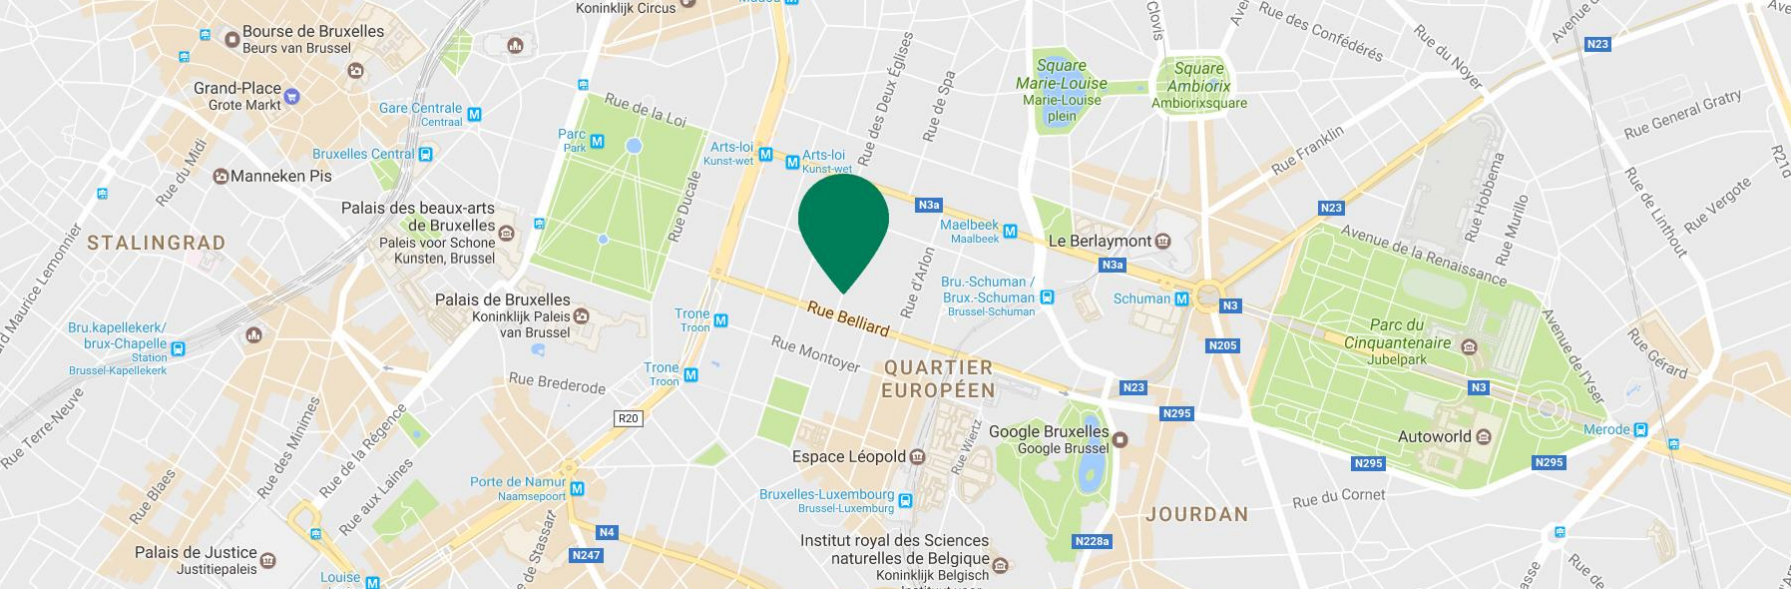 Koninklijk Circus
Bourse de Bruxelles
Beurs van Brussel
Grand-Place
Grote Markt
Gare Centrale
Centraal
Bruxelles Central
Rue du Midi
Manneken Pis
STALINGRAD
Palais des beaux-arts
de Bruxelles
Paleis voor Schone
Kunsten, Brussel
Palais de Bruxelles
Koninklijk Paleis
van Brussel
Bru.kapellekerk/
brux-Chapelle
Station
Brussel-Kapellekerk
Rue Terre-Neuve
Rue Blaes
Rue des Minimes
Rue de la Régence
Rue aux Laines
Rue Brederode
Palais de Justice
Justitiepaleis
Louise
Porte de Namur
Naamsepoort
N4
N247
R20
Parc
Park
Rue de la Loi
Rue Ducale
Arts-loi
Kunst-wet
Arts-loi
Kunst-wet
Trone
Troon
Trone
Troon
Rue des Deux Églises
Rue de Spa
N3a
Maelbeek
Maalbeek
Rue d'Arlon
Rue Belliard
Rue Montoyer
QUARTIER
EUROPÉEN
Bru.-Schuman /
Brux.-Schuman
Brussel-Schuman
Le Berlaymont
N3a
Schuman
N3
N205
N23
N295
Google Bruxelles
Google Brussel
Espace Léopold
Rue Wiertz
Bruxelles-Luxembourg
Brussel-Luxemburg
Institut royal des Sciences
naturelles de Belgique
Koninklijk Belgisch
N228a
JOURDAN
Square
Marie-Louise
Marie-Louise
plein
Square
Ambiorix
Ambiorixsquare
Clovis
Rue des Confédérés
Rue du Noyer
N23
Rue Franklin
N23
Rue General Gratry
R21
Rue Hobbema
Rue Murillo
Rue de Linthout
Rue Vergote
Avenue de la Renaissance
Parc du
Cinquantenaire
Jubelpark
Avenue de l'Yser
Rue Gérard
N3
Autoworld
Merode
N295
N295
Rue du Cornet